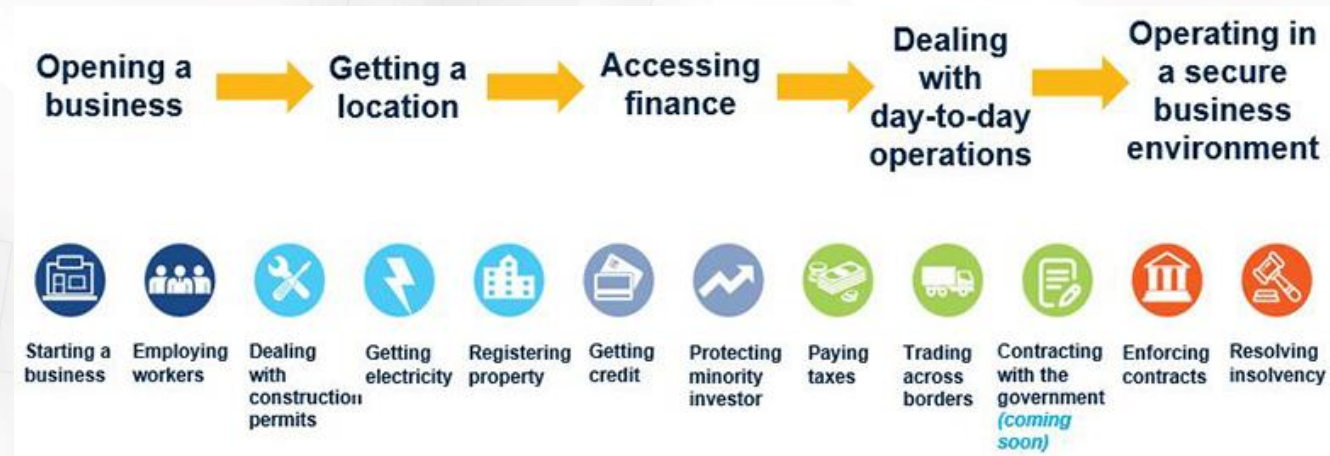 Opening a
business
Getting a
location
Accessing
finance
Dealing
with
day-to-day
operations
Operating in
a secure
business
environment
Starting a
business
Employing
workers
Dealing
with
construction
permits
Getting
electricity
Registering
property
Getting
credit
Protecting
minority
investor
Paying
taxes
Trading
across
borders
Contracting
with the
government
(coming
soon)
Enforcing
contracts
Resolving
insolvency